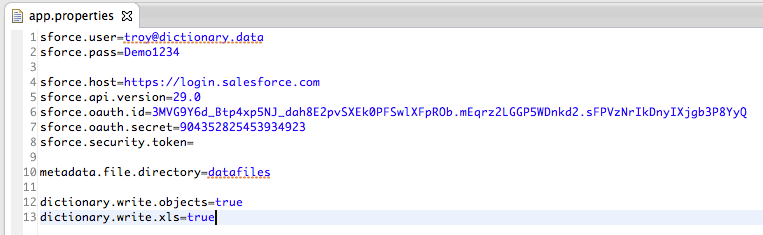 app.properties
1 sforce.user=troy@dictionary.data
2 sforce.pass=Demo1234
3
4 sforce.host=https://login.salesforce.com
5 sforce.api.version=29.0
6 sforce.oauth.id=3MVG9Y6d_Btp4xp5NJ_dah8E2pvSXEk0PFSwlXFpROb.mEqrz2LGGP5WDnkd2.sFPVzNrIkDnyIXjgb3P8YyQ
7 sforce.oauth.secret=904352825453934923
8 sforce.security.token=
9
10 metadata.file.directory=datafiles
11
12 dictionary.write.objects=true
13 dictionary.write.xls=true